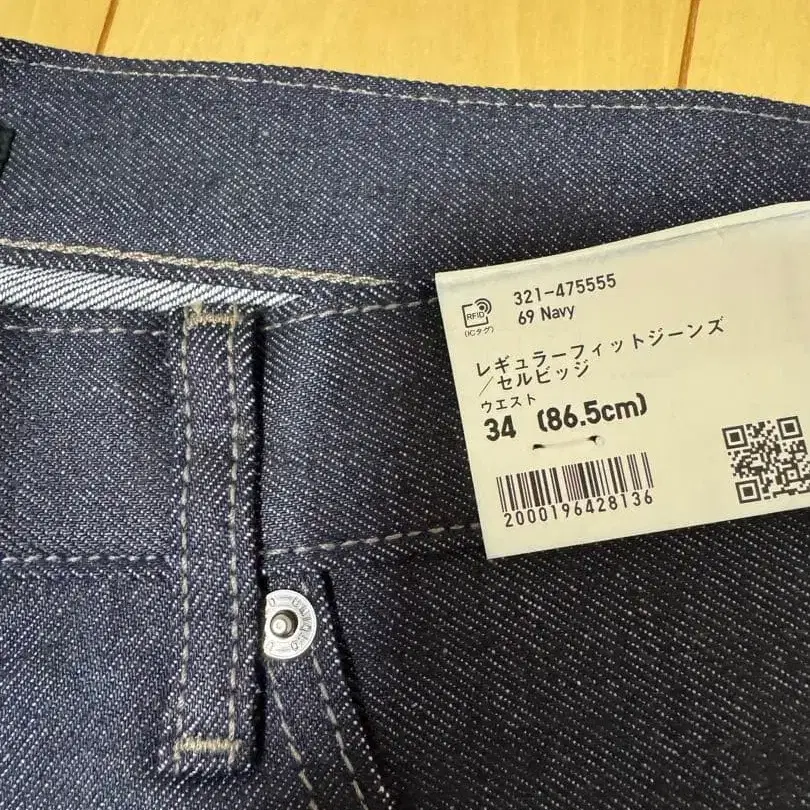 321-475555
RFID
69 Navy
(ICタグ)
レギュラーフィットジーンズ
／セルビッジ
ウエスト
34 (86.5cm)
2000196428136
UNIQLO